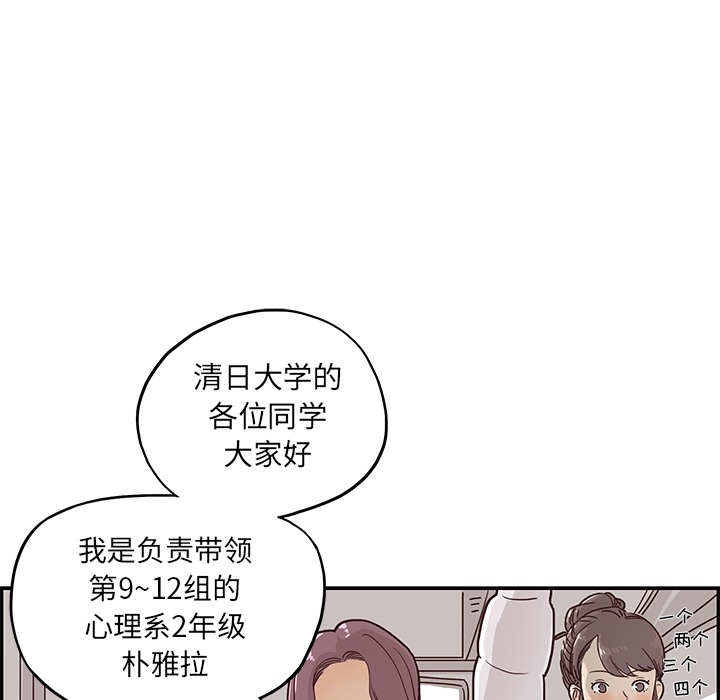 清日大学的
各位同学
大家好
我是负责带领
第9~12组的
心理系2年级
朴雅拉
一个
两个
三个
四个